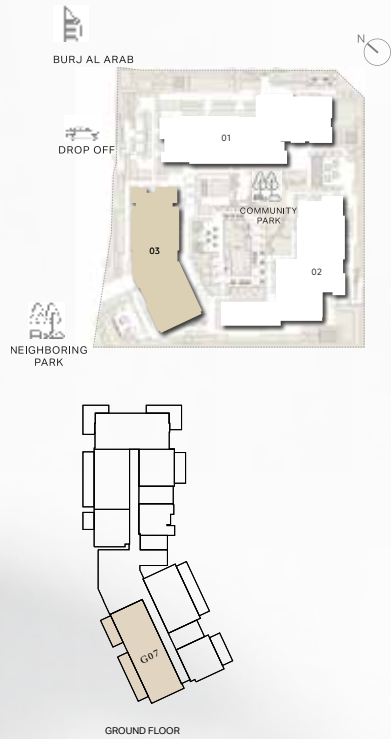 N
BURJ AL ARAB
01
DROP OFF
COMMUNITY
PARK
03
02
NEIGHBORING
PARK
G07
GROUND FLOOR